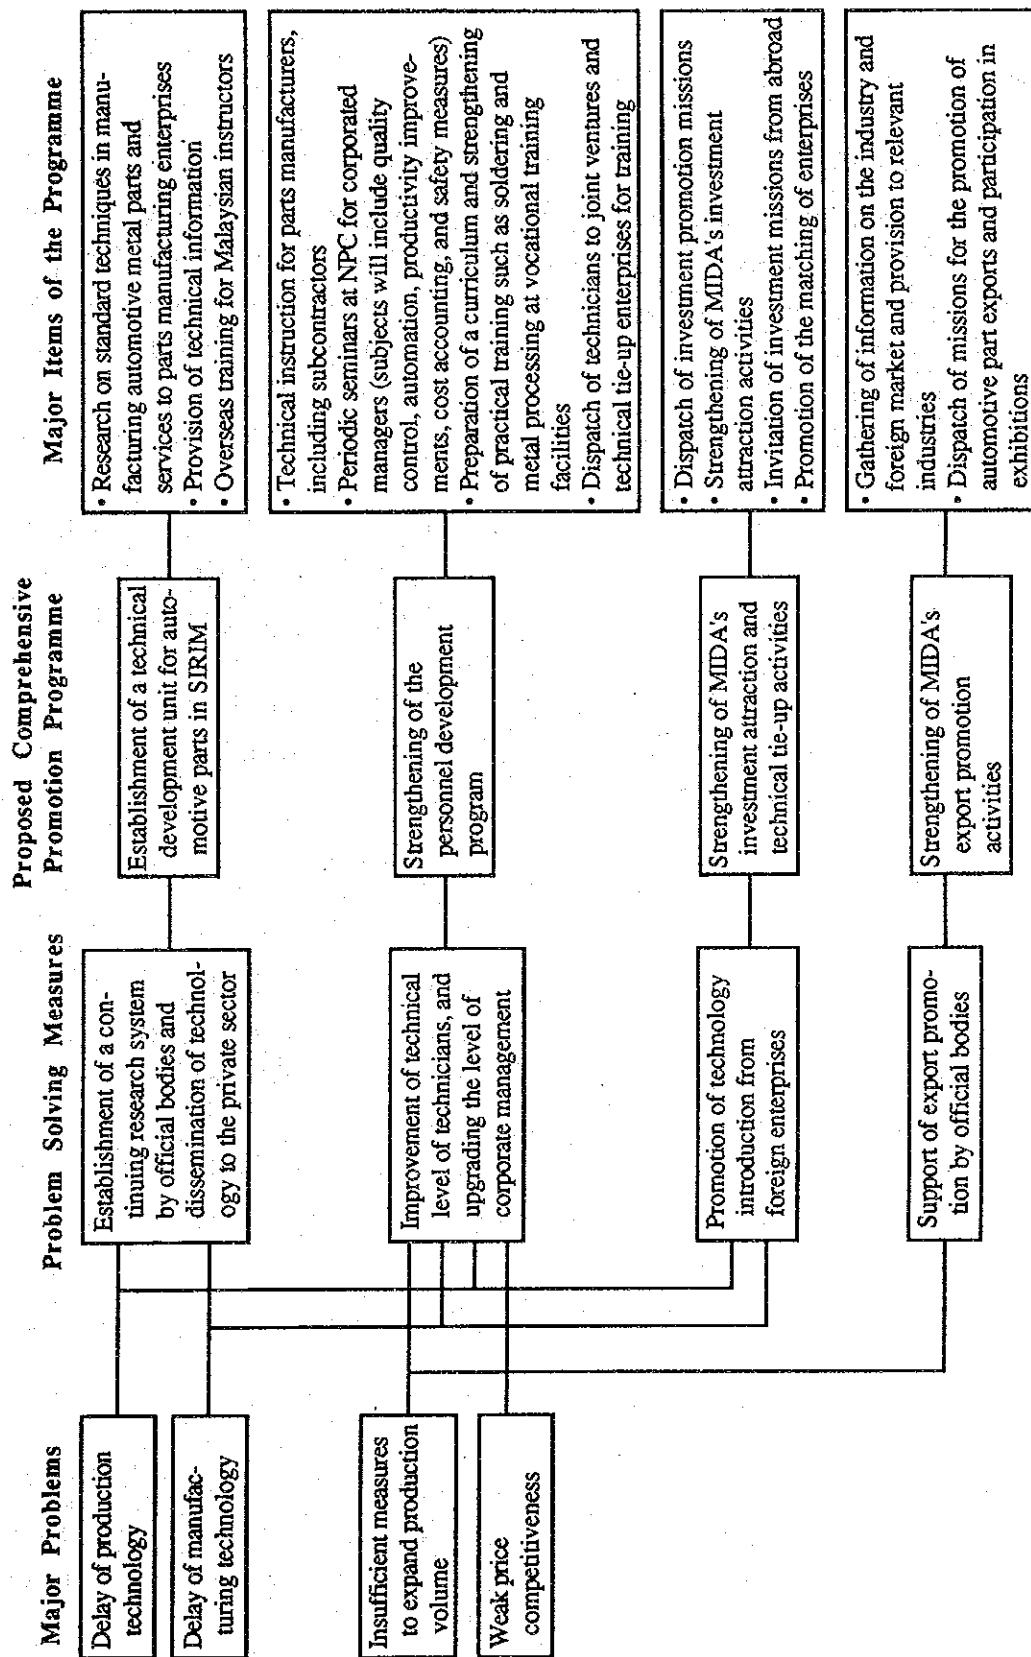 Major Problems
Delay of production
technology
Delay of manufac-
turing technology
Insufficient measures
to expand production
volume
Weak price
competitiveness
Problem Solving Measures
Establishment of a con-
tinuing research system
by official bodies and
dissemination of technol-
ogy to the private sector
Improvement of technical
level of technicians, and
upgrading the level of
corporate management
Promotion of technology
introduction from
foreign enterprises
Support of export promo-
tion by official bodies
Proposed Comprehensive
Promotion Programme
Establishment of a technical
development unit for auto-
motive parts in SIRIM
Strengthening of the
personnel development
program
Strengthening of MIDA's
investment attraction and
technical tie-up activities
Strengthening of MIDA's
export promotion
activities
Major Items of the Programme
• Research on standard techniques in manu-
facturing automotive metal parts and
services to parts manufacturing enterprises
• Provision of technical information
• Overseas training for Malaysian instructors
• Technical instruction for parts manufacturers,
including subcontractors
• Periodic seminars at NPC for corporated
managers (subjects will include quality
control, automation, productivity improve-
ments, cost accounting, and safety measures)
• Preparation of a curriculum and strengthening
of practical training such as soldering and
metal processing at vocational training
facilities
• Dispatch of technicians to joint ventures and
technical tie-up enterprises for training
• Dispatch of investment promotion missions
• Strengthening of MIDA's investment
attraction activities
• Invitation of investment missions from abroad
• Promotion of the matching of enterprises
• Gathering of information on the industry and
foreign market and provision to relevant
industries
• Dispatch of missions for the promotion of
automotive part exports and participation in
exhibitions